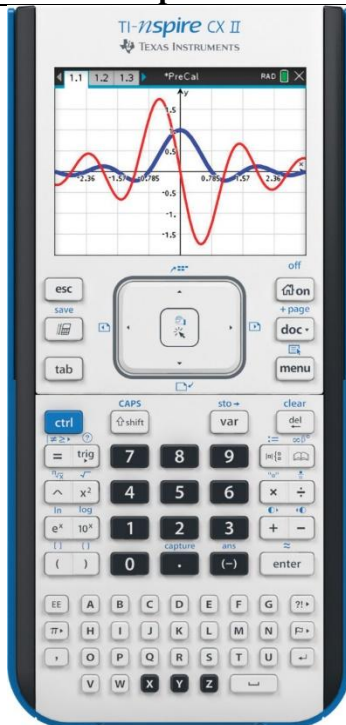 TI-nspire CX II
TEXAS INSTRUMENTS
1.1 1.2 1.3 *PreCal RAD
y
1.5
1
0.5
x
-2.36 -1.57 -0.785 0.785 1.57 2.36
-0.5
-1.
-1.5
off
esc on
save + page
doc
tab menu
CAPS sto→ clear
ctrl shift var del
≠≥▸ ?
= trig 7 8 9
^ x² 4 5 6 × ÷
ln log
eˣ 10ˣ 1 2 3 + −
[ ] { } capture ans ≈
( ) 0 . (−) enter
EE A B C D E F G ?!▸
π▸ H I J K L M N
, O P Q R S T U
V W X Y Z